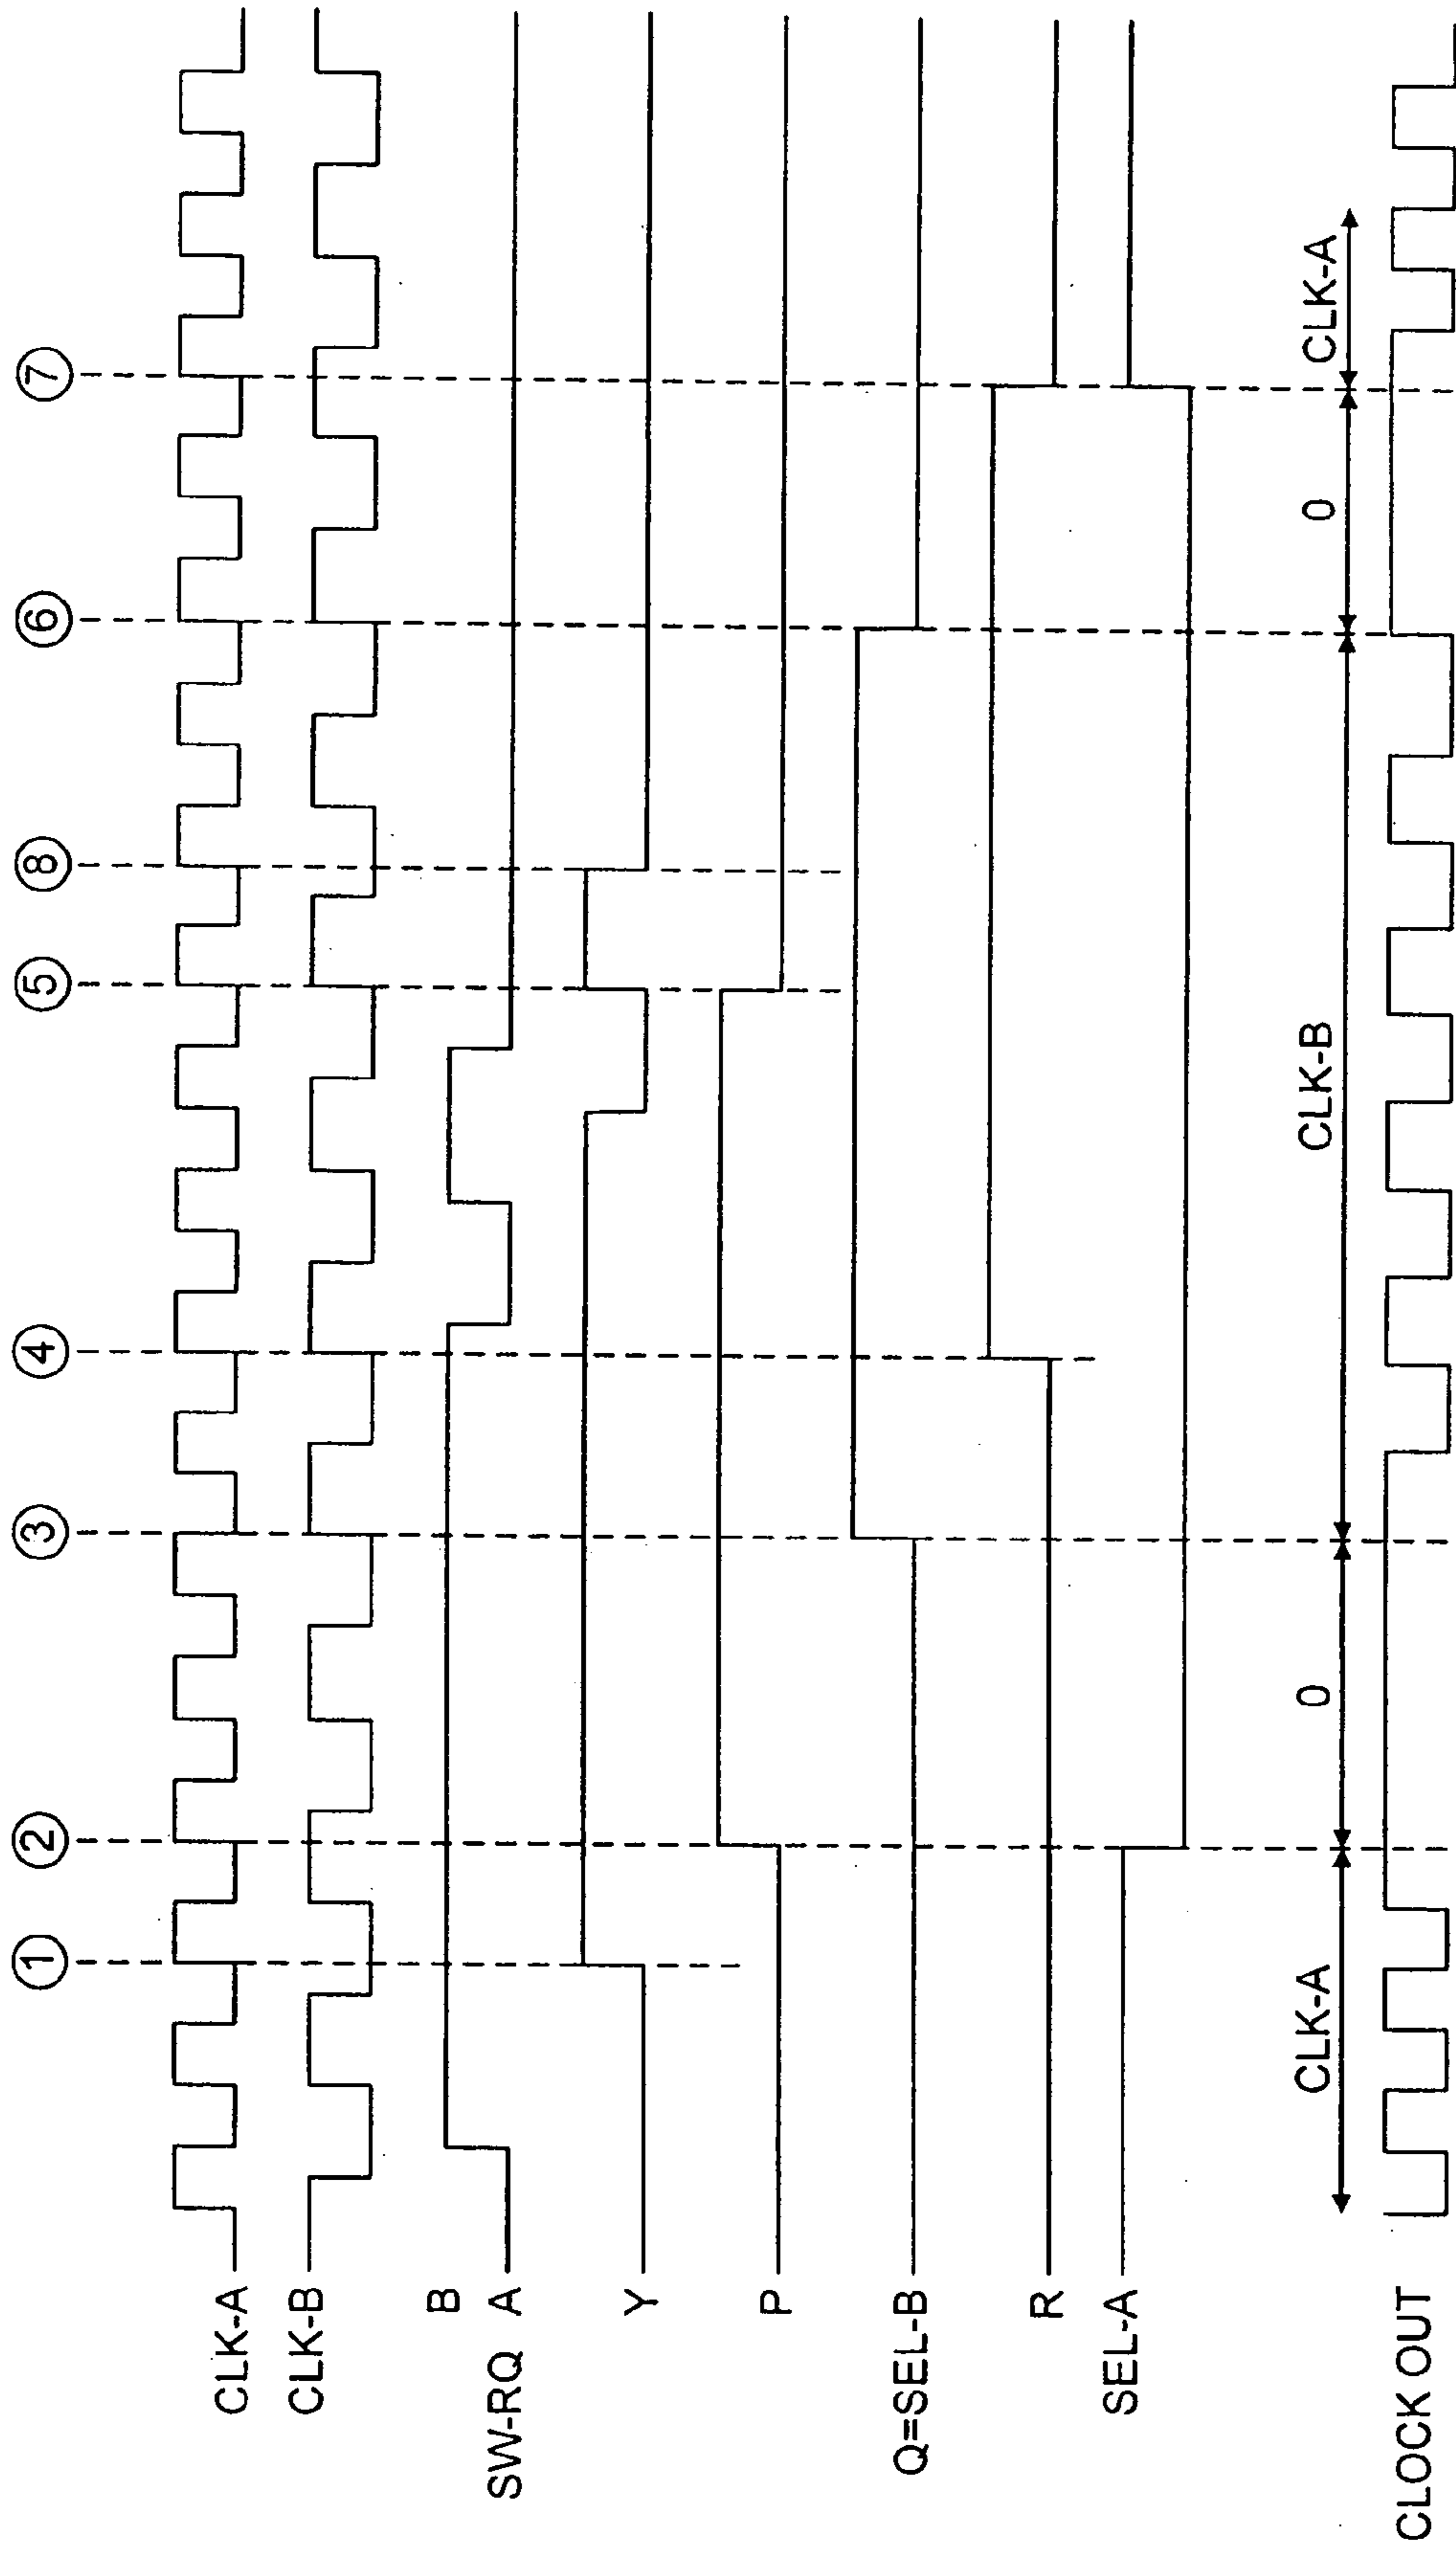 ① ② ③ ④ ⑤ ⑧ ⑥ ⑦
CLK-A
CLK-B
B
SW-RQ A
Y
P
Q=SEL-B
R
SEL-A
CLK-A 0 CLK-B 0 CLK-A
CLOCK OUT